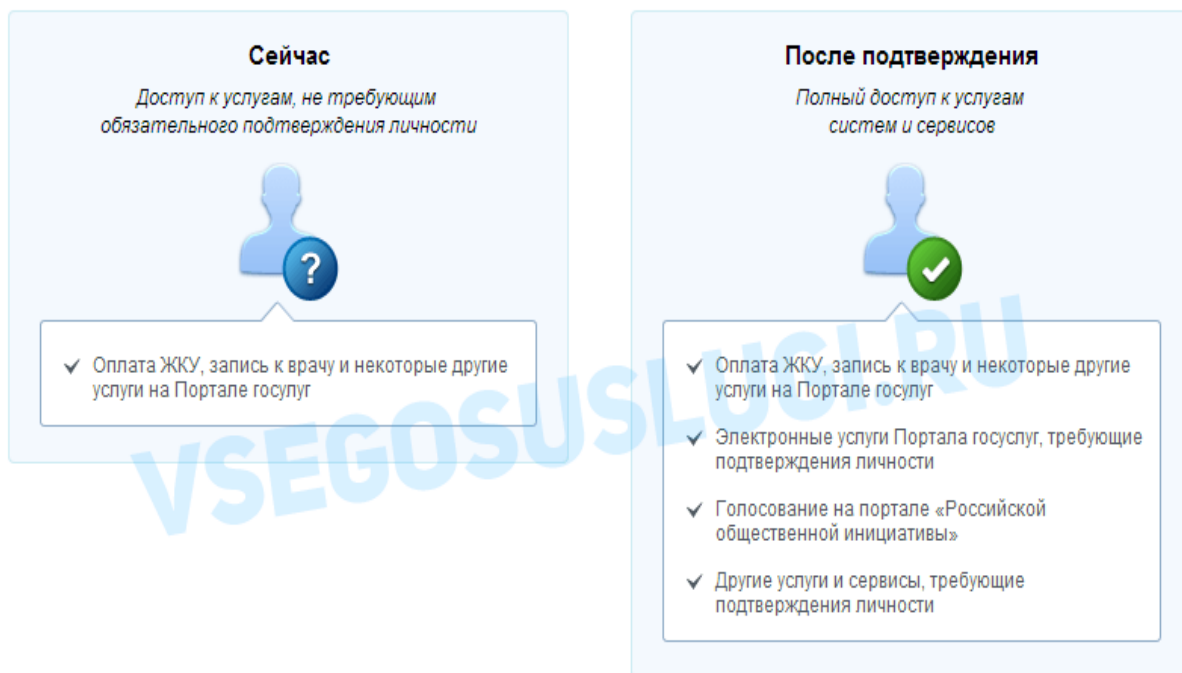 Сейчас
Доступ к услугам, не требующим
обязательного подтверждения личности
?
Оплата ЖКУ, запись к врачу и некоторые другие
услуги на Портале госулуг
После подтверждения
Полный доступ к услугам
систем и сервисов
Оплата ЖКУ, запись к врачу и некоторые другие
услуги на Портале госулуг
Электронные услуги Портала госуслуг, требующие
подтверждения личности
Голосование на портале «Российской
общественной инициативы»
Другие услуги и сервисы, требующие
подтверждения личности
VSEGOSUSLUGI.RU